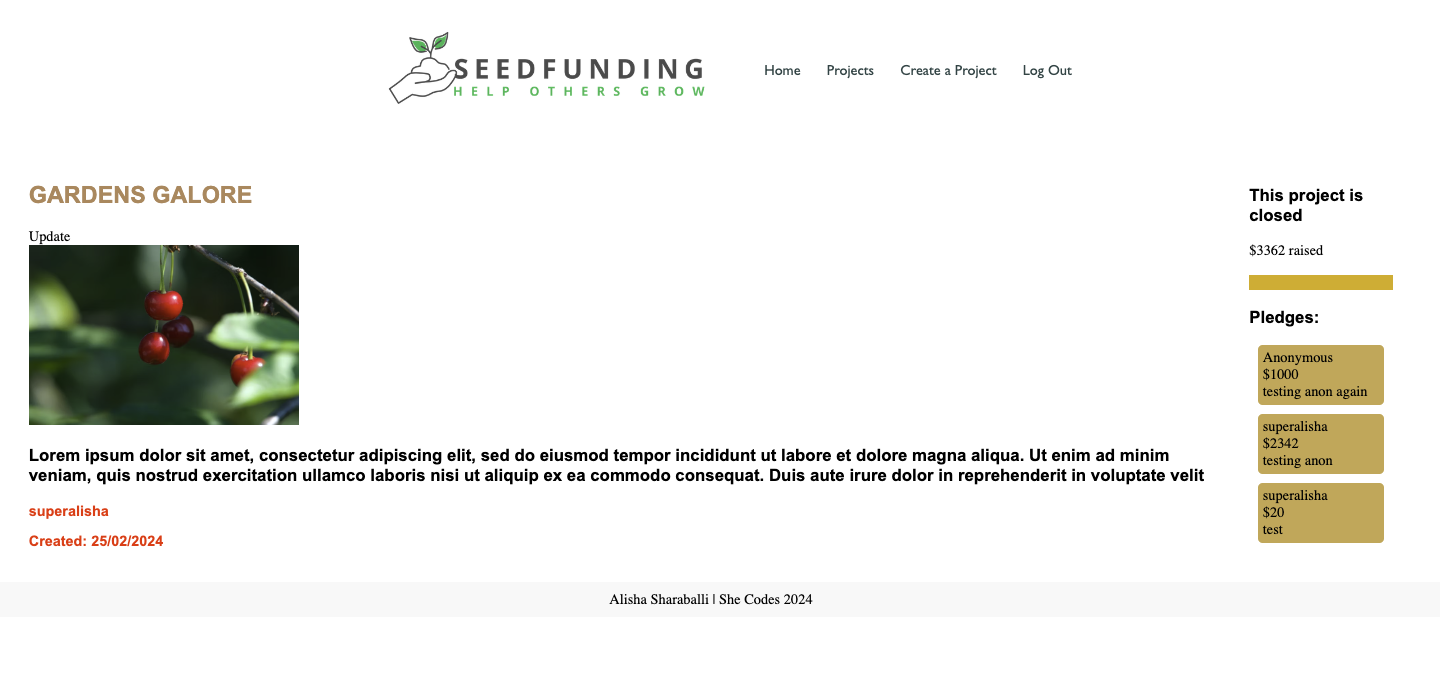 SEEDFUNDING
HELP OTHERS GROW
Home Projects Create a Project Log Out
GARDENS GALORE
Update
Lorem ipsum dolor sit amet, consectetur adipiscing elit, sed do eiusmod tempor incididunt ut labore et dolore magna aliqua. Ut enim ad minim
veniam, quis nostrud exercitation ullamco laboris nisi ut aliquip ex ea commodo consequat. Duis aute irure dolor in reprehenderit in voluptate velit
superalisha
Created: 25/02/2024
This project is
closed
$3362 raised
Pledges:
Anonymous
$1000
testing anon again
superalisha
$2342
testing anon
superalisha
$20
test
Alisha Sharaballi | She Codes 2024